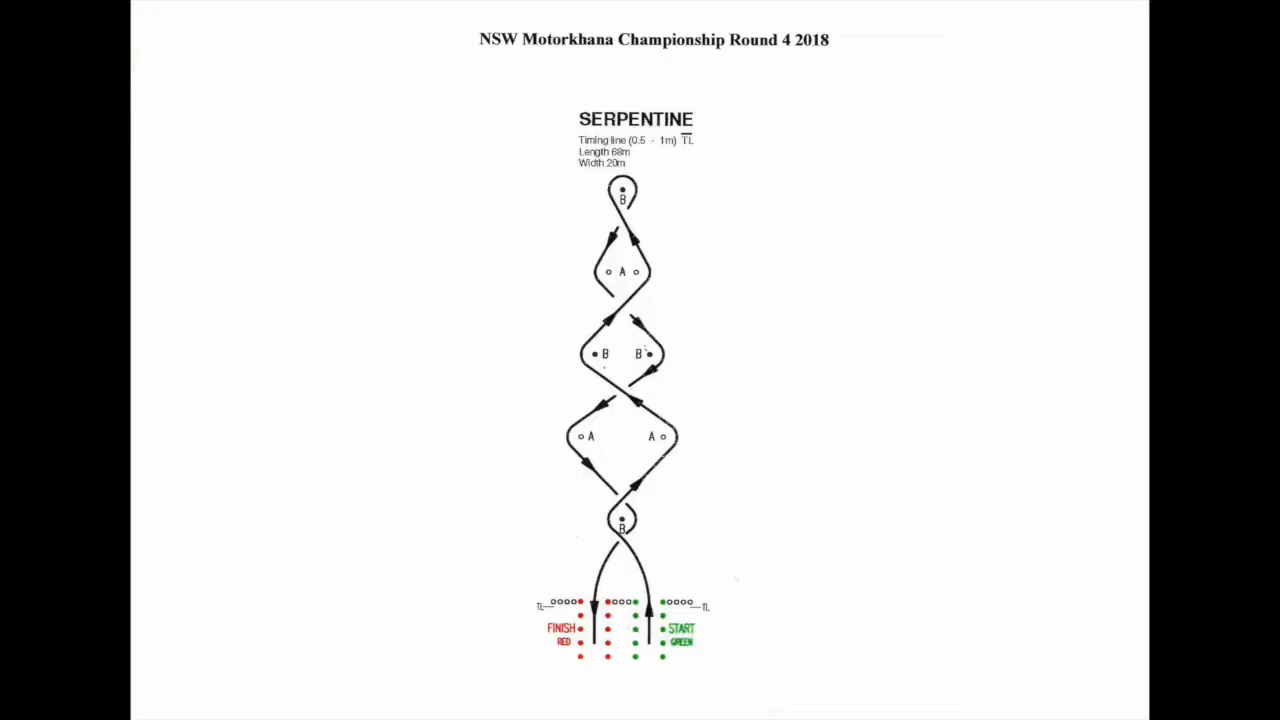 NSW Motorkhana Championship Round 4 2018
SERPENTINE
Timing line (0.5 - 1m) TL
Length 68m
Width 20m
B
A
B B
A A
B
TL TL
FINISH START
RED GREEN